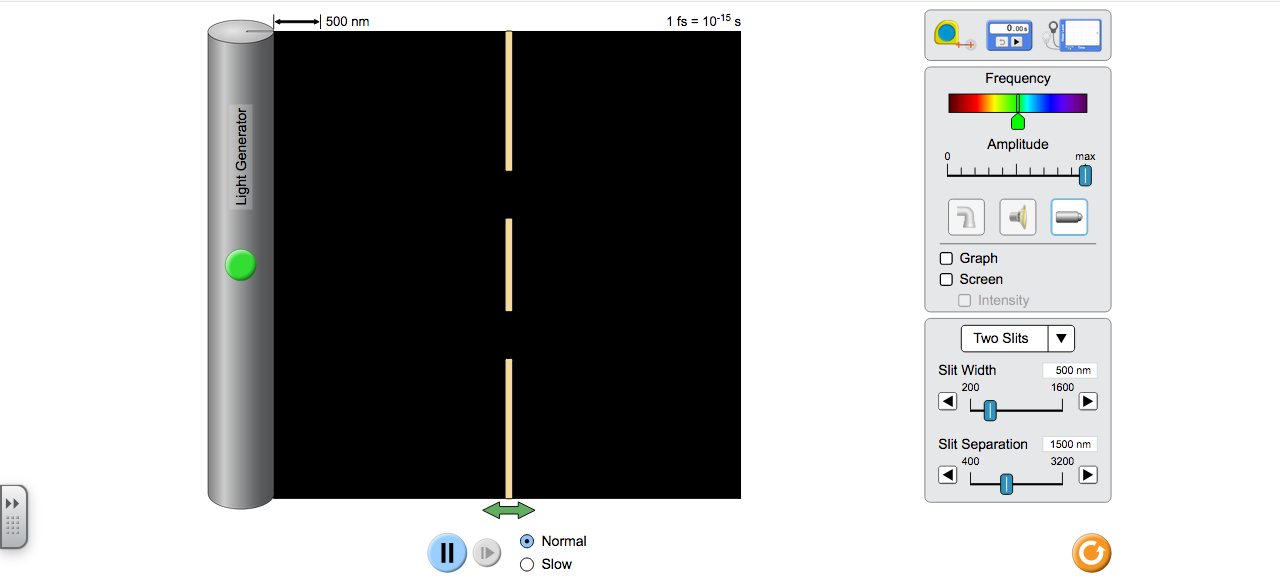 500 nm
1 fs = 10⁻¹⁵ s
Light Generator
0.00 s
Frequency
Amplitude
0 max
Graph
Screen
Intensity
Two Slits
Slit Width 500 nm
200 1600
Slit Separation 1500 nm
400 3200
Normal
Slow